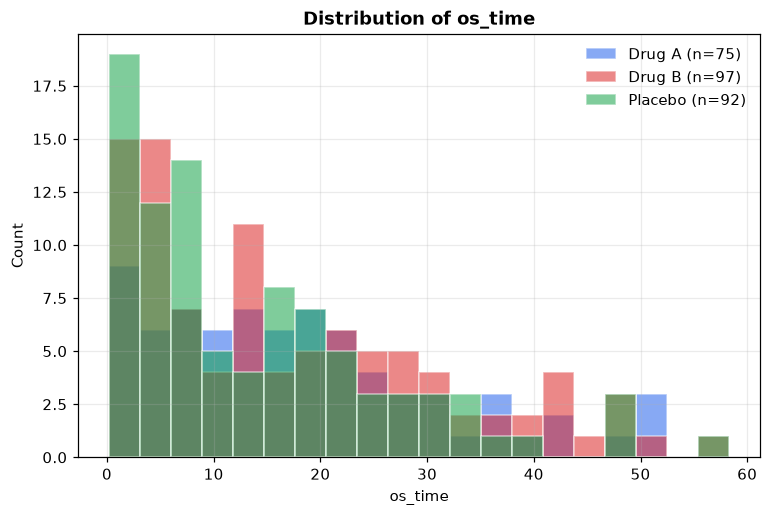 Distribution of os_time
Drug A (n=75)
Drug B (n=97)
Placebo (n=92)
Count
17.5
15.0
12.5
10.0
7.5
5.0
2.5
0.0
0 10 20 30 40 50 60
os_time